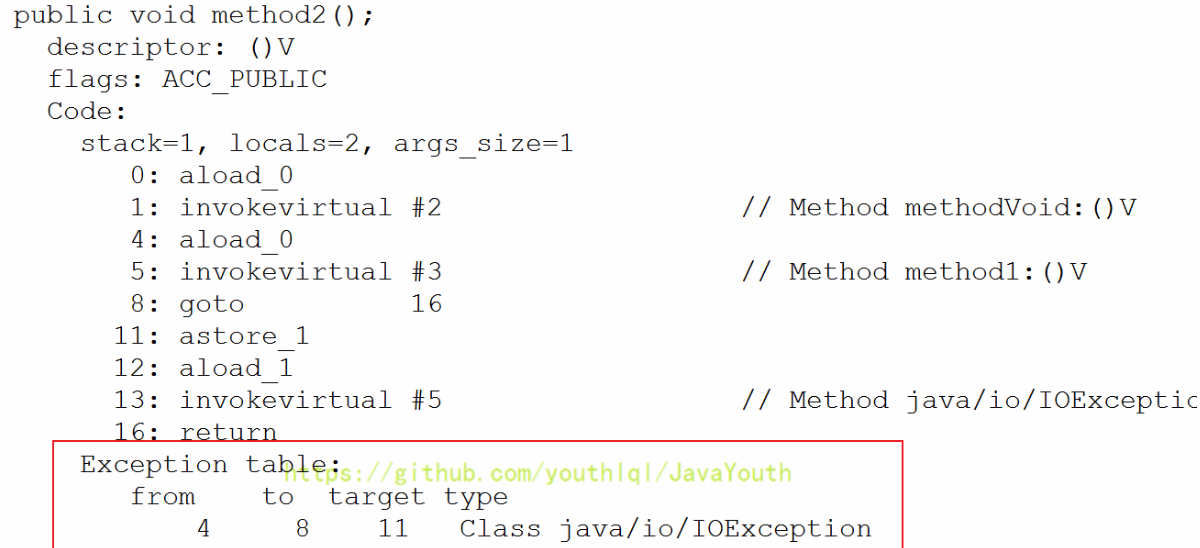 public void method2();
descriptor: ()V
flags: ACC_PUBLIC
Code:
stack=1, locals=2, args_size=1
0: aload_0
1: invokevirtual #2 // Method methodVoid:()V
4: aload_0
5: invokevirtual #3 // Method method1:()V
8: goto 16
11: astore_1
12: aload_1
13: invokevirtual #5 // Method java/io/IOExceptio
16: return
Exception table:
https://github.com/youthlql/JavaYouth
from to target type
4 8 11 Class java/io/IOException